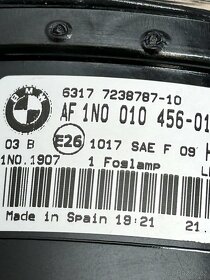 BMW
6317 7238787-10
AF 1N0 010 456-01
03 B E26 1017 SAE F 09 H
1N0.1907 1 Foglamp
Made in Spain 19:21 21.